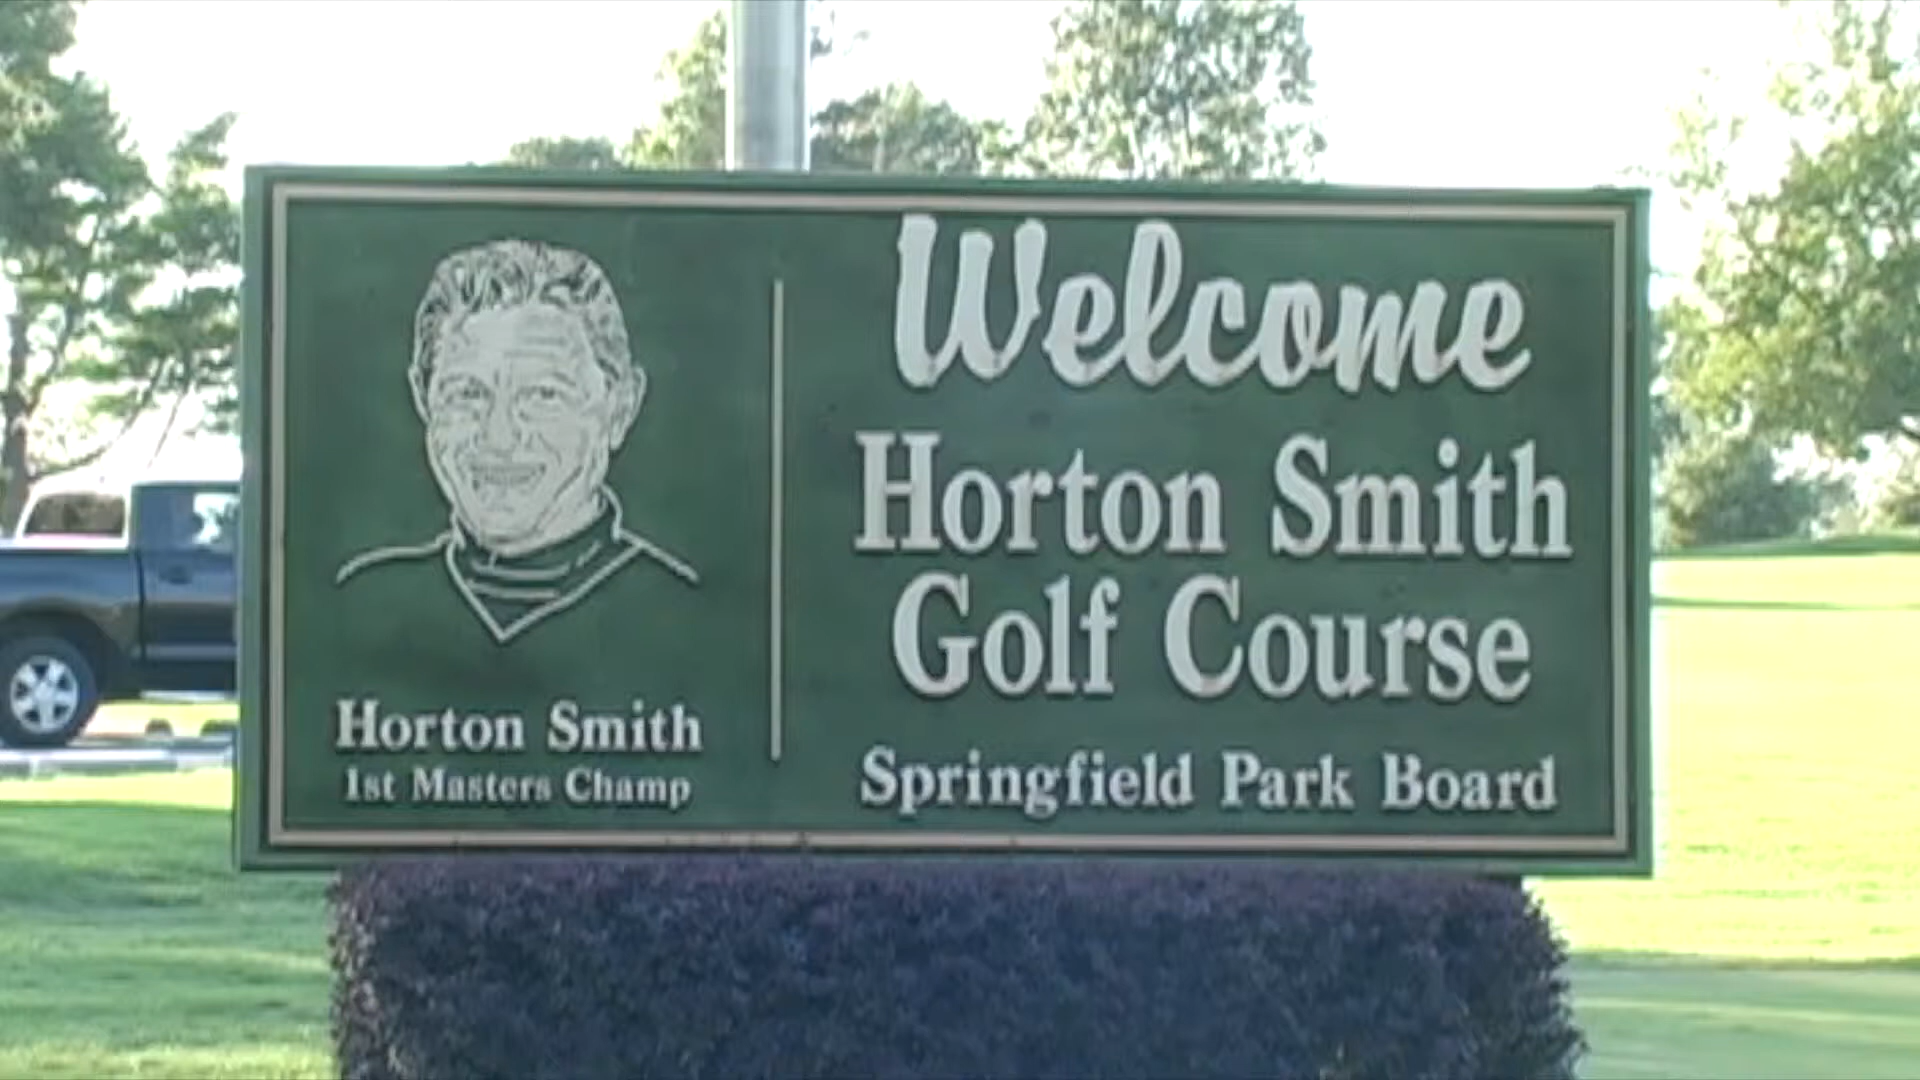 Horton Smith
1st Masters Champ
Welcome
Horton Smith
Golf Course
Springfield Park Board